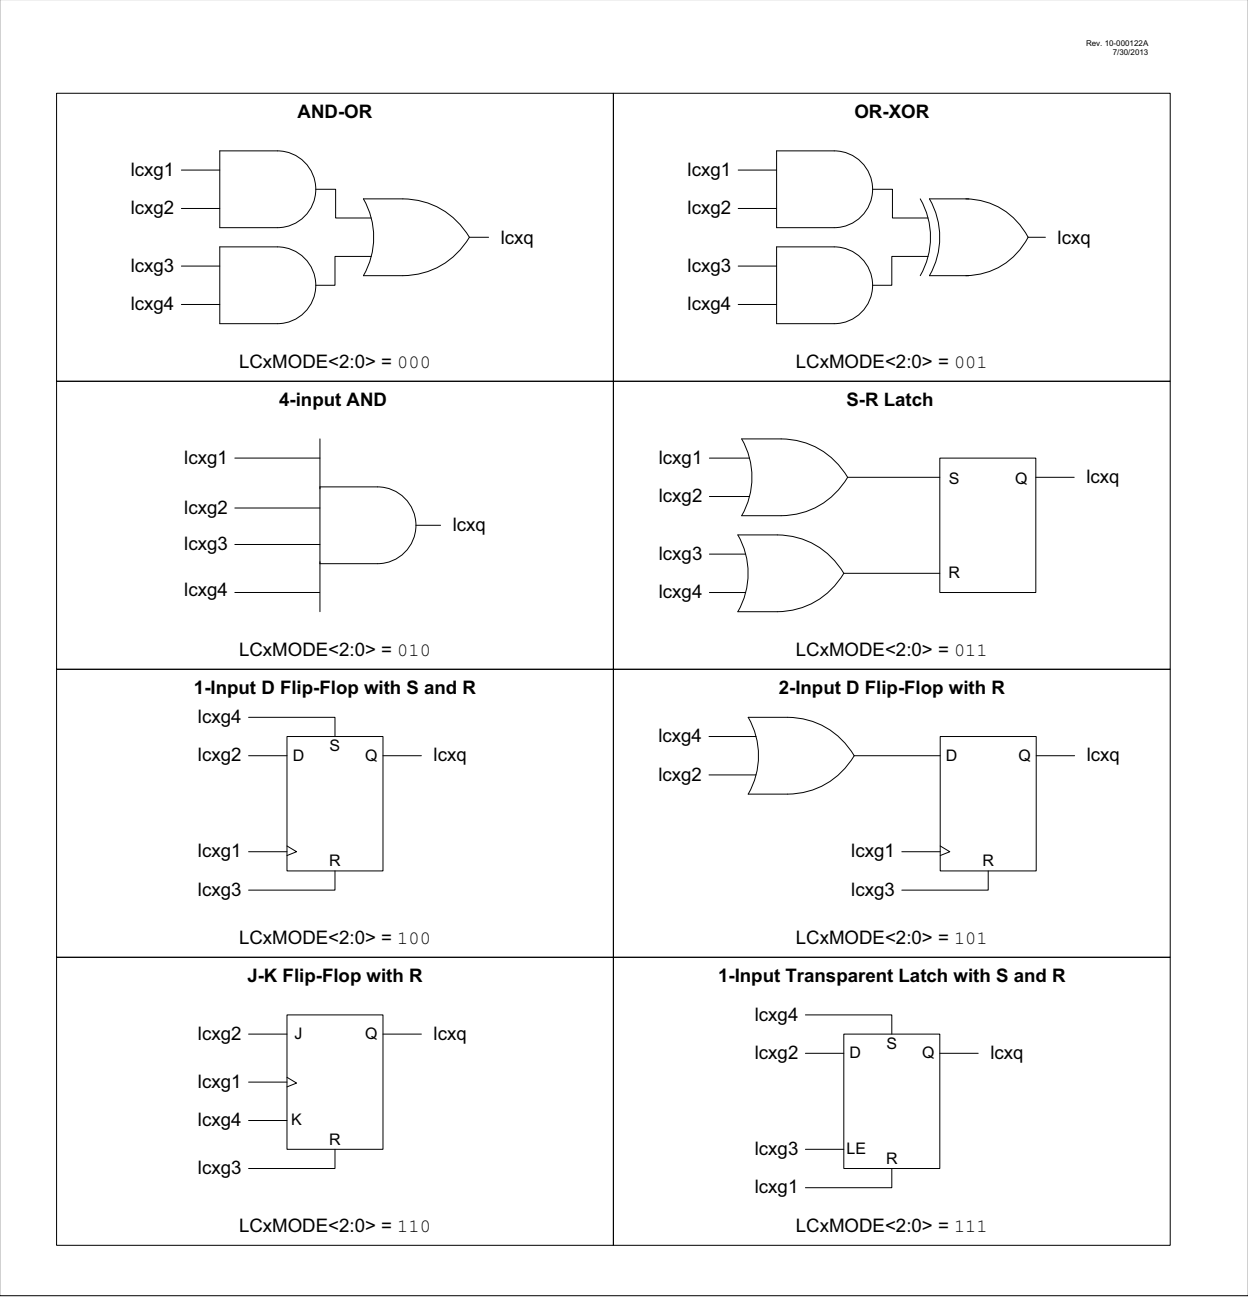 Rev. 10-000122A
7/30/2013
AND-OR
lcxg1
lcxg2
lcxg3
lcxg4
lcxq
LCxMODE<2:0> = 000
OR-XOR
lcxg1
lcxg2
lcxg3
lcxg4
lcxq
LCxMODE<2:0> = 001
4-input AND
lcxg1
lcxg2
lcxg3
lcxg4
lcxq
LCxMODE<2:0> = 010
S-R Latch
lcxg1
lcxg2
lcxg3
lcxg4
S
Q
R
lcxq
LCxMODE<2:0> = 011
1-Input D Flip-Flop with S and R
lcxg4
S
lcxg2
D
Q
lcxq
lcxg1
R
lcxg3
LCxMODE<2:0> = 100
2-Input D Flip-Flop with R
lcxg4
lcxg2
D
Q
lcxq
lcxg1
R
lcxg3
LCxMODE<2:0> = 101
J-K Flip-Flop with R
lcxg2
J
Q
lcxq
lcxg1
lcxg4
K
R
lcxg3
LCxMODE<2:0> = 110
1-Input Transparent Latch with S and R
lcxg4
S
lcxg2
D
Q
lcxq
lcxg3
LE
R
lcxg1
LCxMODE<2:0> = 111